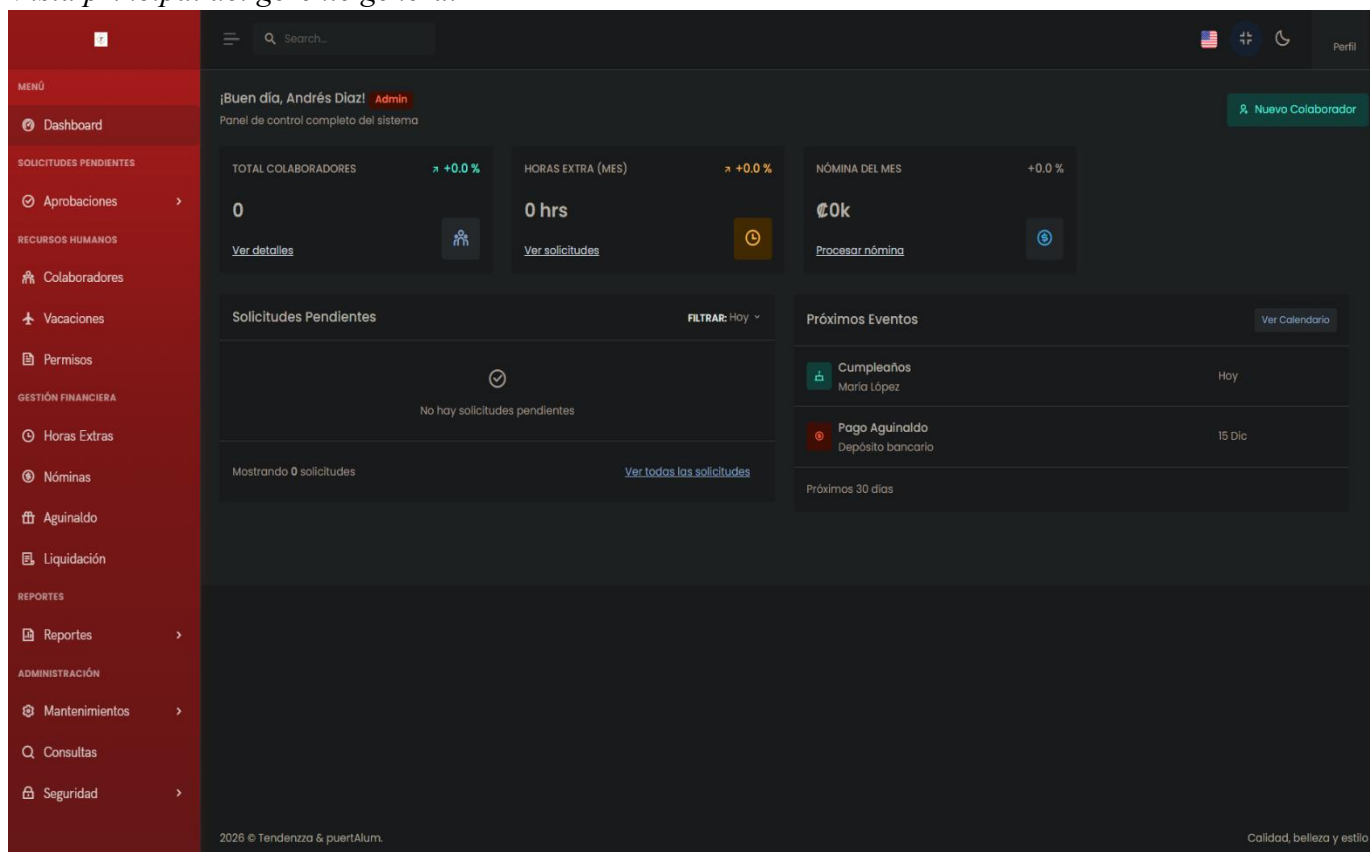 Vista principal del gerente general
Search...
Perfil
MENÚ
Dashboard
SOLICITUDES PENDIENTES
Aprobaciones
RECURSOS HUMANOS
Colaboradores
Vacaciones
Permisos
GESTIÓN FINANCIERA
Horas Extras
Nóminas
Aguinaldo
Liquidación
REPORTES
Reportes
ADMINISTRACIÓN
Mantenimientos
Consultas
Seguridad
¡Buen día, Andrés Diaz! Admin
Panel de control completo del sistema
Nuevo Colaborador
TOTAL COLABORADORES +0.0 %
0
Ver detalles
HORAS EXTRA (MES) +0.0 %
0 hrs
Ver solicitudes
NÓMINA DEL MES +0.0 %
₡0k
Procesar nómina
Solicitudes Pendientes FILTRAR: Hoy
No hay solicitudes pendientes
Mostrando 0 solicitudes Ver todas las solicitudes
Próximos Eventos Ver Calendario
Cumpleaños
María López
Hoy
Pago Aguinaldo
Depósito bancario
15 Dic
Próximos 30 días
2026 © Tendenzza & puertAlum.
Calidad, belleza y estilo